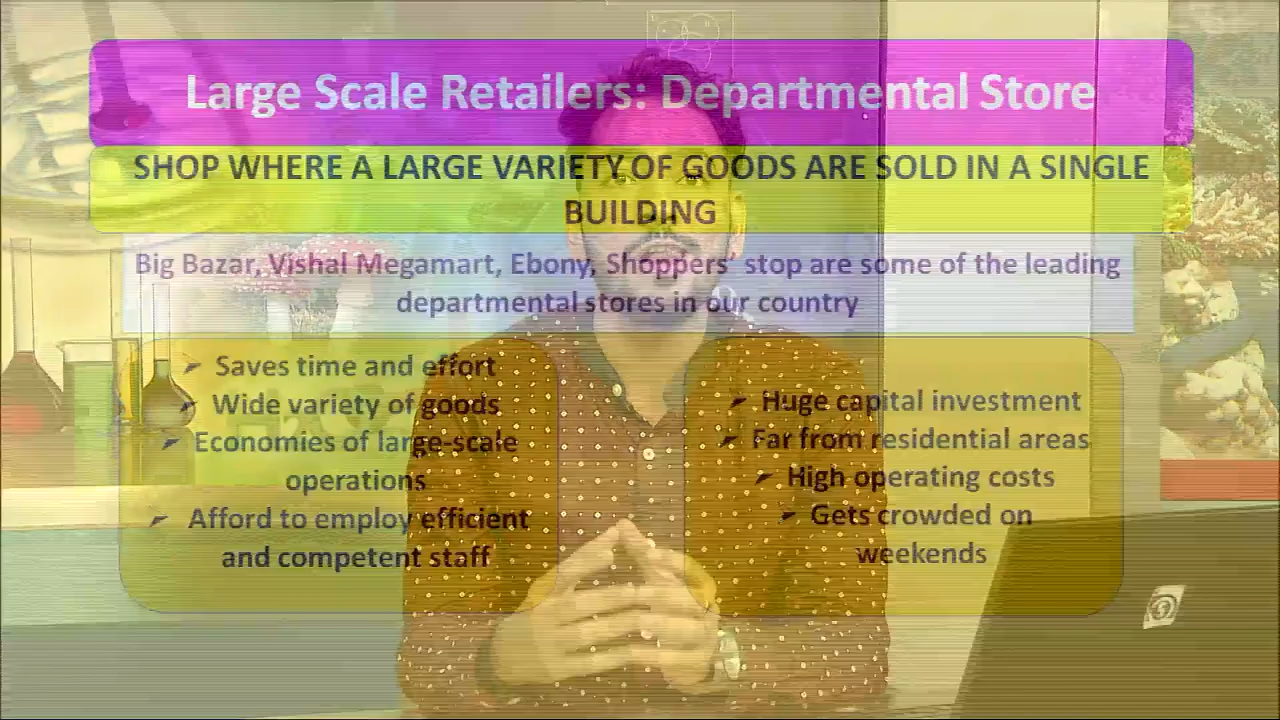 Large Scale Retailers: Departmental Store
SHOP WHERE A LARGE VARIETY OF GOODS ARE SOLD IN A SINGLE
BUILDING
Big Bazar, Vishal Megamart, Ebony, Shoppers' stop are some of the leading
departmental stores in our country
Saves time and effort
Wide variety of goods
Economies of large-scale
operations
Afford to employ efficient
and competent staff
Huge capital investment
Far from residential areas
High operating costs
Gets crowded on
weekends